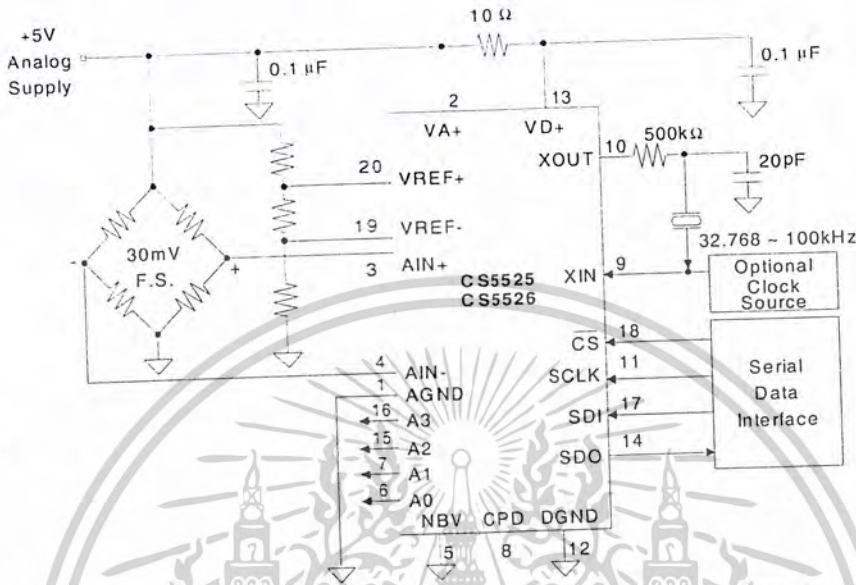 +5V
Analog
Supply
0.1 µF
10 Ω
0.1 µF
2
13
VA+
VD+
XOUT
10
500kΩ
20pF
20
VREF+
19
VREF-
3
AIN+
30mV
F.S.
-
+
CS5525
CS5526
XIN
9
32.768 ~ 100kHz
Optional
Clock
Source
CS
18
SCLK
11
SDI
17
SDO
14
Serial
Data
Interface
4
AIN-
1
AGND
16
A3
15
A2
7
A1
6
A0
NBV
CPD
DGND
5
8
12